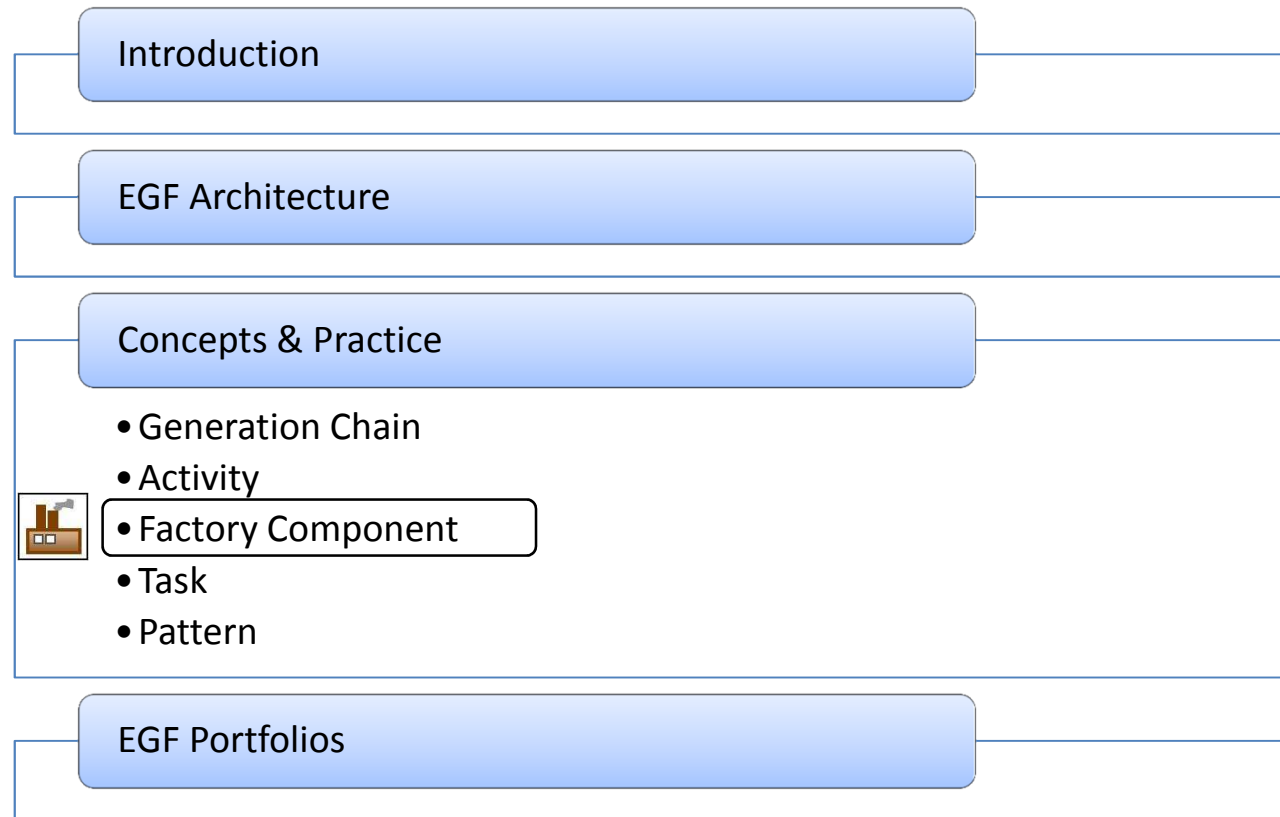 Introduction
EGF Architecture
Concepts & Practice
• Generation Chain
• Activity
• Factory Component
• Task
• Pattern
EGF Portfolios